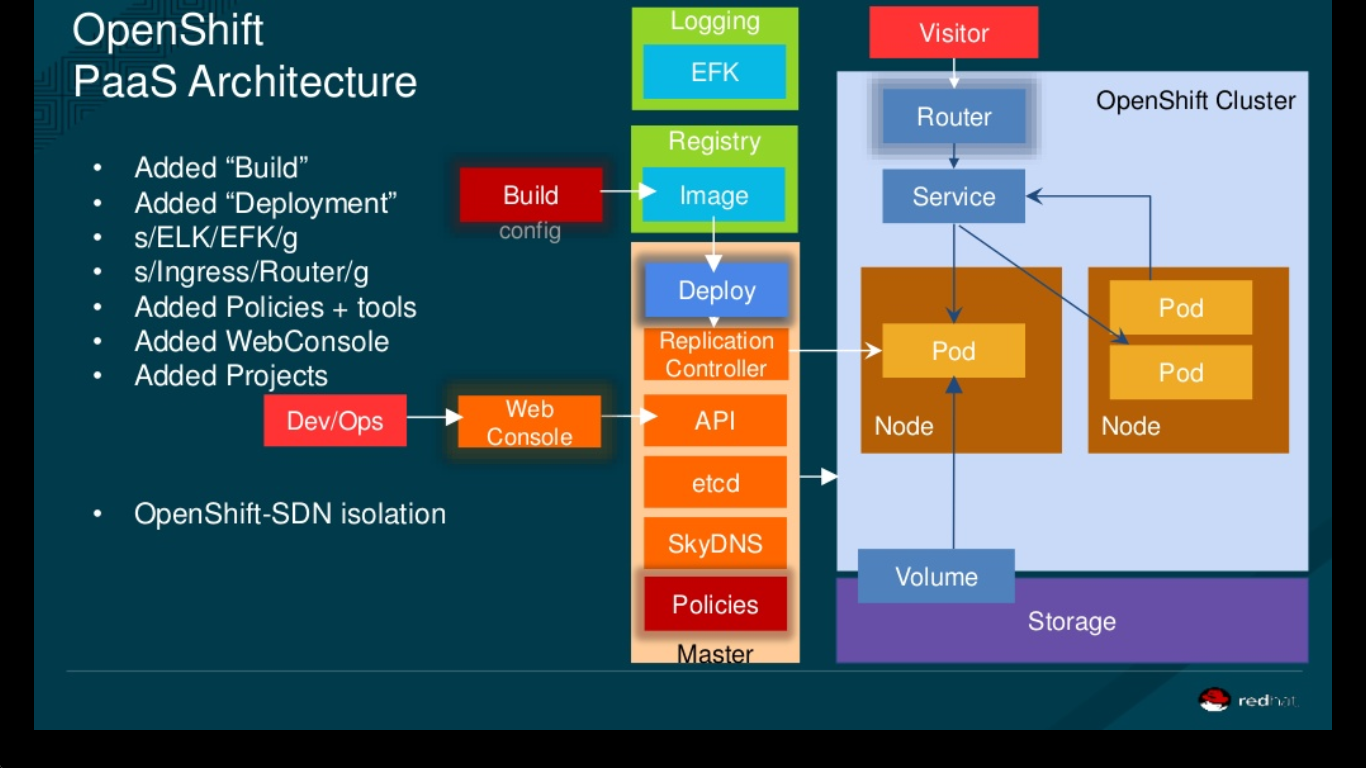 OpenShift
PaaS Architecture
• Added “Build”
• Added “Deployment”
• s/ELK/EFK/g
• s/Ingress/Router/g
• Added Policies + tools
• Added WebConsole
• Added Projects
• OpenShift-SDN isolation
Dev/Ops
Web
Console
Build
config
Logging
EFK
Registry
Image
Deploy
Replication
Controller
API
etcd
SkyDNS
Policies
Master
Visitor
OpenShift Cluster
Router
Service
Pod
Node
Pod
Pod
Node
Volume
Storage
redhat